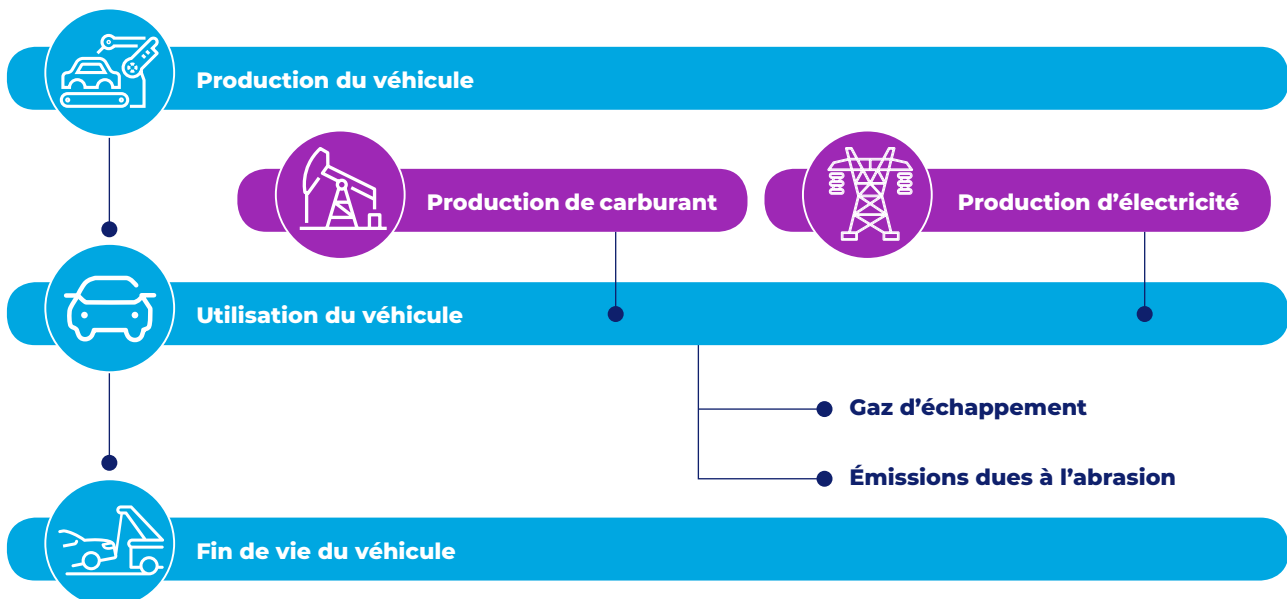 Production du véhicule
Production de carburant
Production d’électricité
Utilisation du véhicule
Gaz d’échappement
Émissions dues à l’abrasion
Fin de vie du véhicule